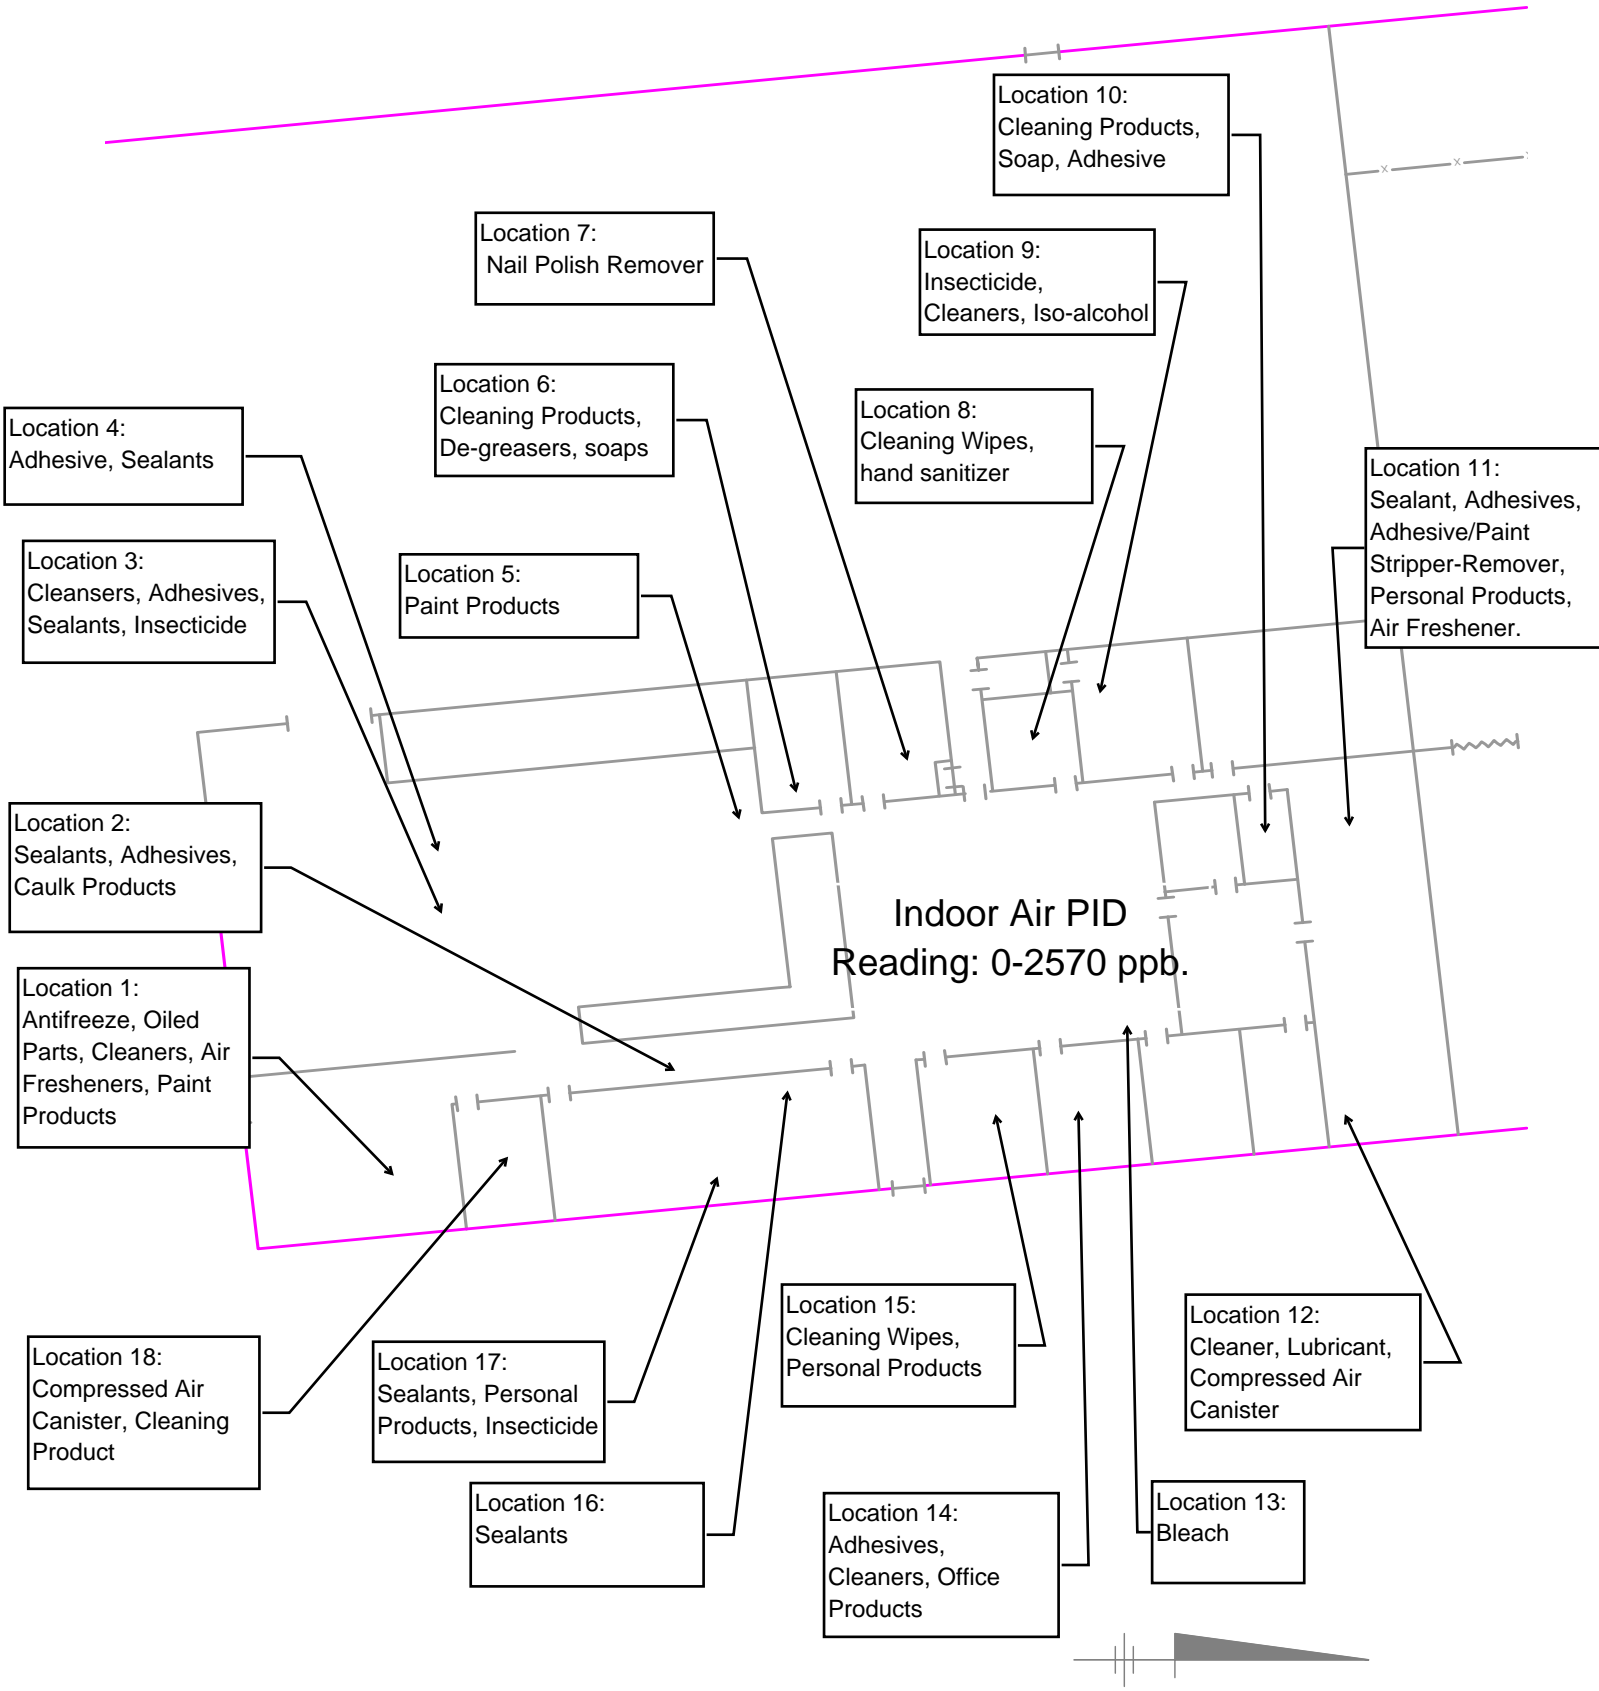 Location 10:
Cleaning Products,
Soap, Adhesive
Location 7:
Nail Polish Remover
Location 9:
Insecticide,
Cleaners, Iso-alcohol
Location 6:
Cleaning Products,
De-greasers, soaps
Location 8:
Cleaning Wipes,
hand sanitizer
Location 4:
Adhesive, Sealants
Location 11:
Sealant, Adhesives,
Adhesive/Paint
Stripper-Remover,
Personal Products,
Air Freshener.
Location 3:
Cleansers, Adhesives,
Sealants, Insecticide
Location 5:
Paint Products
Location 2:
Sealants, Adhesives,
Caulk Products
Indoor Air PID
Reading: 0-2570 ppb.
Location 1:
Antifreeze, Oiled
Parts, Cleaners, Air
Fresheners, Paint
Products
Location 18:
Compressed Air
Canister, Cleaning
Product
Location 17:
Sealants, Personal
Products, Insecticide
Location 15:
Cleaning Wipes,
Personal Products
Location 12:
Cleaner, Lubricant,
Compressed Air
Canister
Location 16:
Sealants
Location 14:
Adhesives,
Cleaners, Office
Products
Location 13:
Bleach